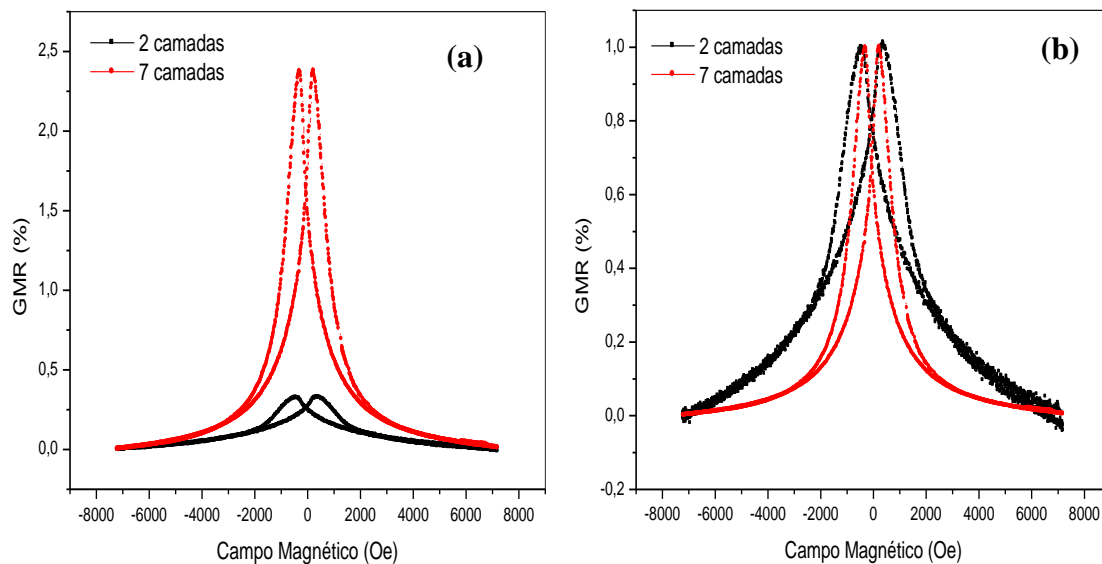 2 camadas
7 camadas
(a)
2,5
2,0
1,5
1,0
0,5
0,0
GMR (%)
-8000 -6000 -4000 -2000 0 2000 4000 6000 8000
Campo Magnético (Oe)
2 camadas
7 camadas
(b)
1,0
0,8
0,6
0,4
0,2
0,0
-0,2
GMR (%)
-8000 -6000 -4000 -2000 0 2000 4000 6000 8000
Campo Magnético (Oe)